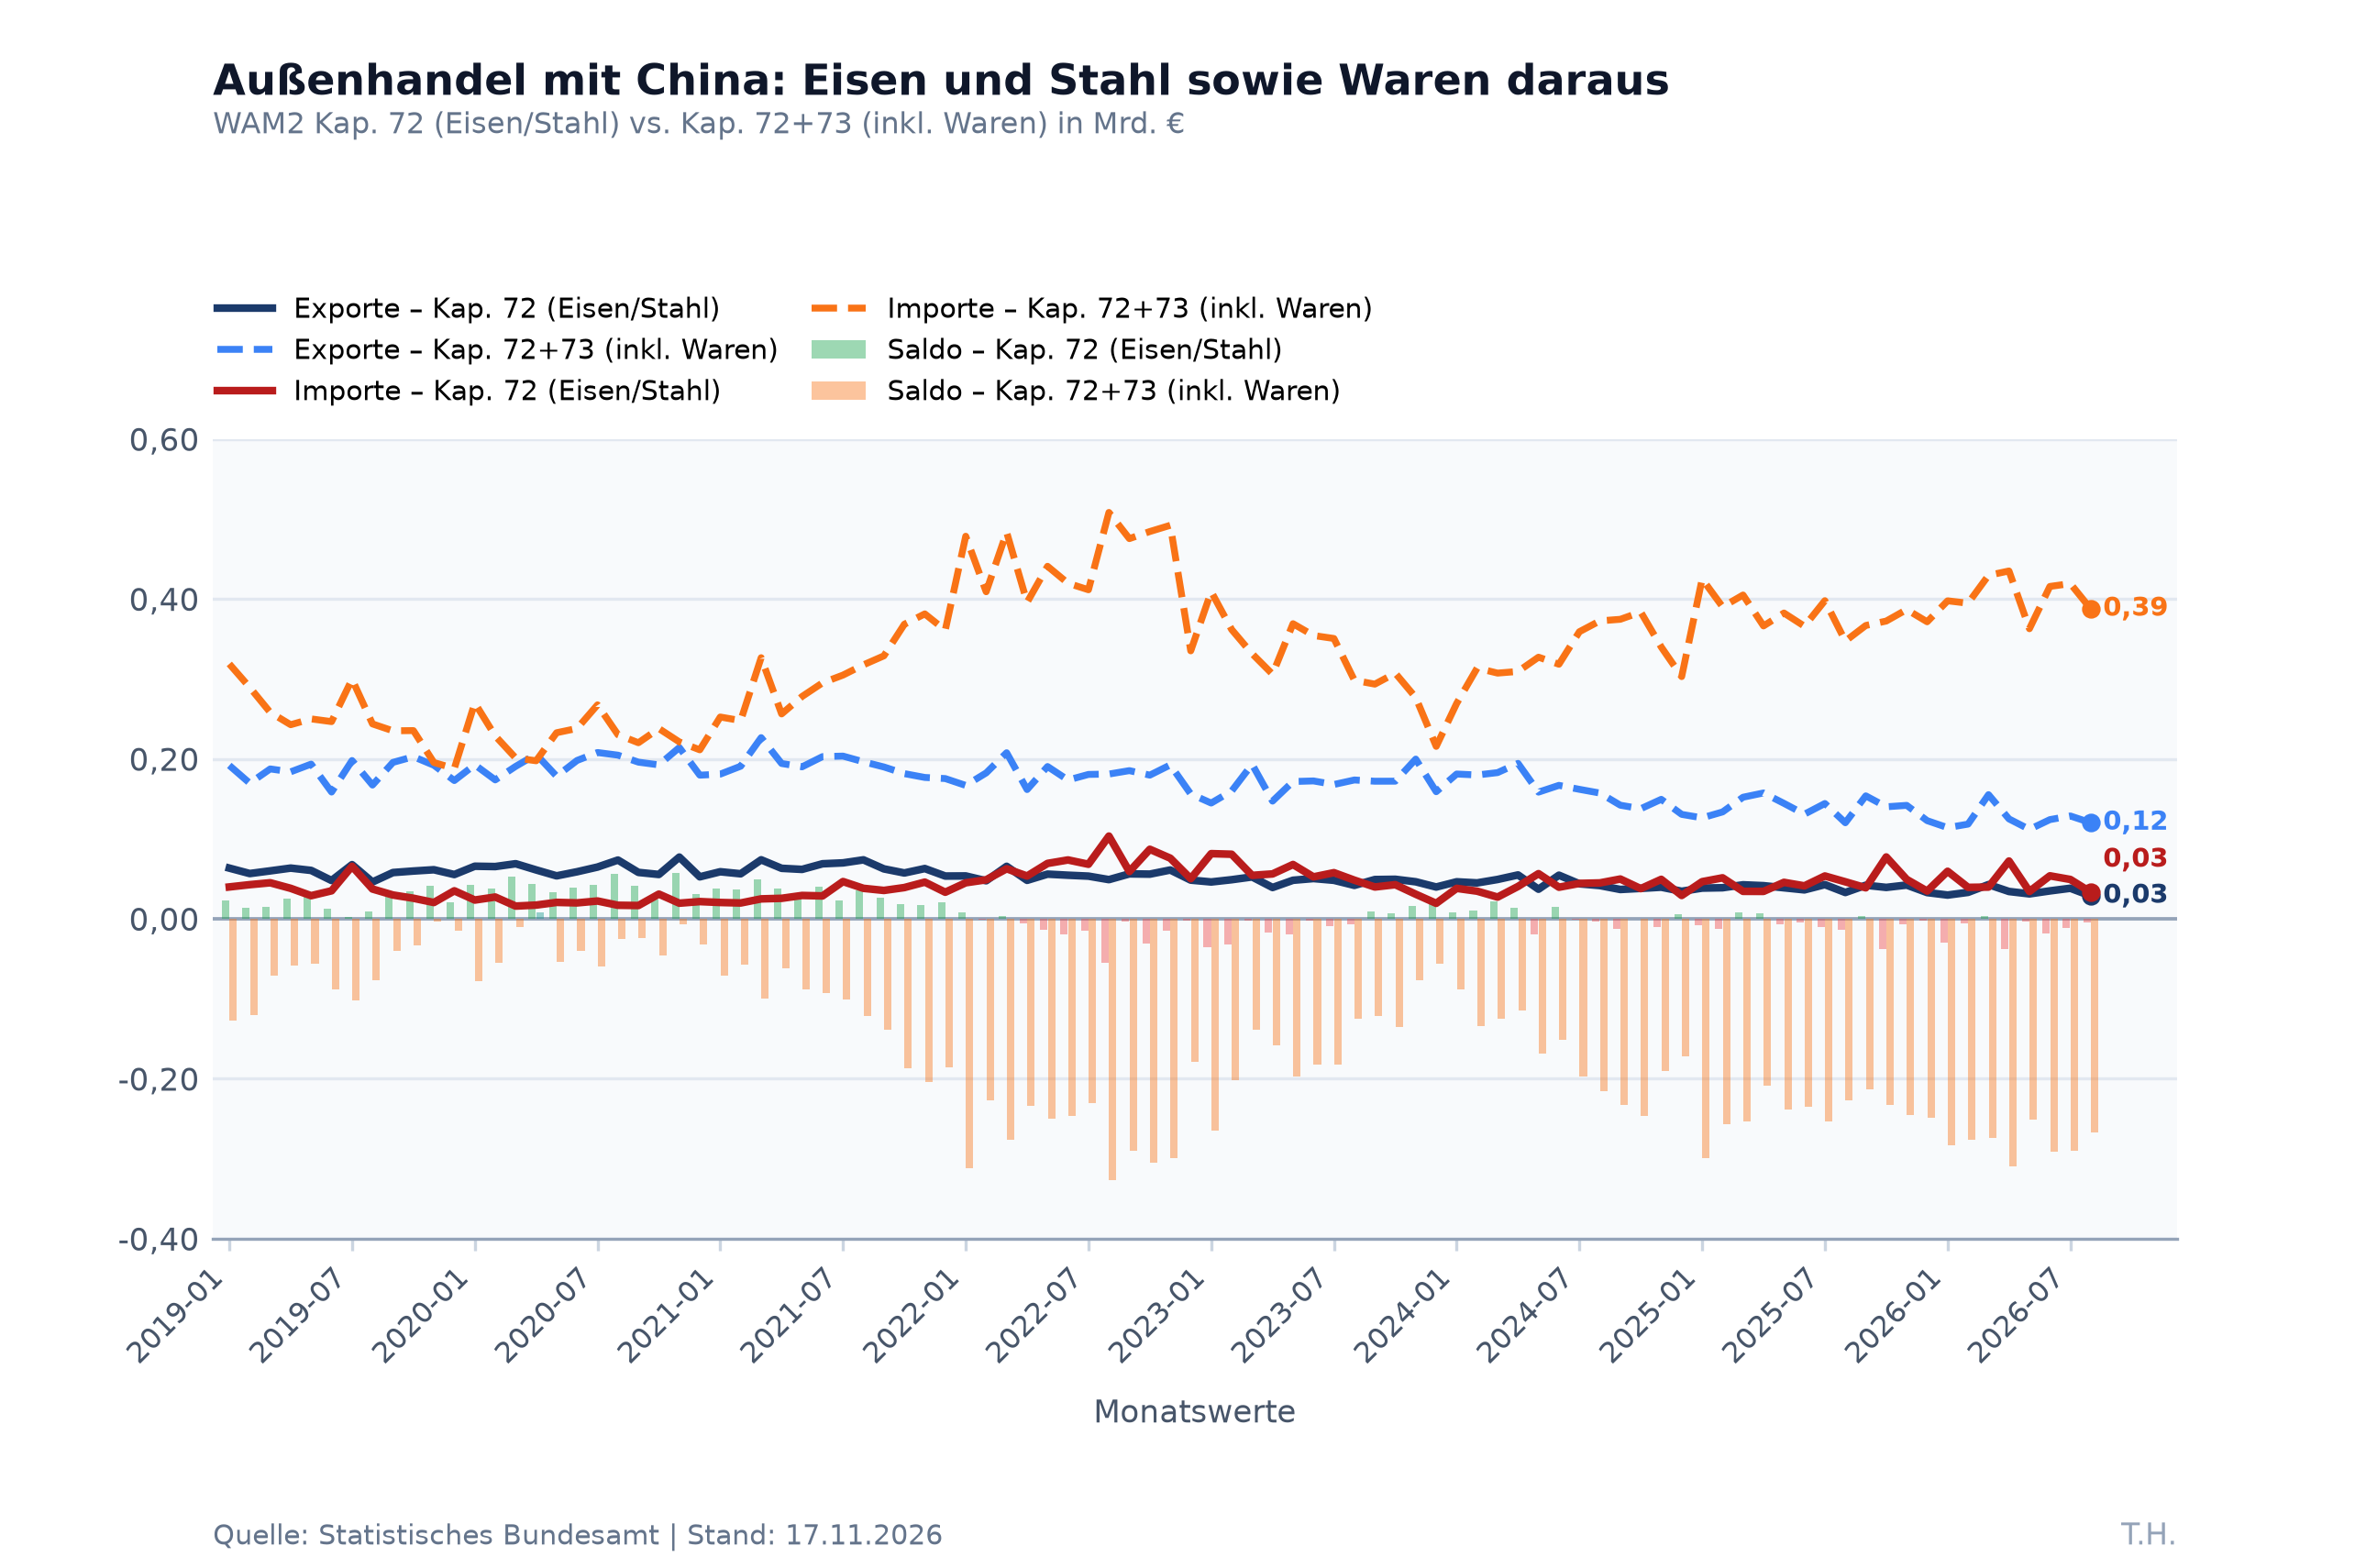 Außenhandel mit China: Eisen und Stahl sowie Waren daraus
WAM2 Kap. 72 (Eisen/Stahl) vs. Kap. 72+73 (inkl. Waren) in Mrd. €
Exporte – Kap. 72 (Eisen/Stahl)
Exporte – Kap. 72+73 (inkl. Waren)
Importe – Kap. 72 (Eisen/Stahl)
Importe – Kap. 72+73 (inkl. Waren)
Saldo – Kap. 72 (Eisen/Stahl)
Saldo – Kap. 72+73 (inkl. Waren)
0,60
0,40
0,20
0,00
-0,20
-0,40
0,39
0,12
0,03
0,03
2019-01
2019-07
2020-01
2020-07
2021-01
2021-07
2022-01
2022-07
2023-01
2023-07
2024-01
2024-07
2025-01
2025-07
2026-01
2026-07
Monatswerte
Quelle: Statistisches Bundesamt | Stand: 17.11.2026
T.H.